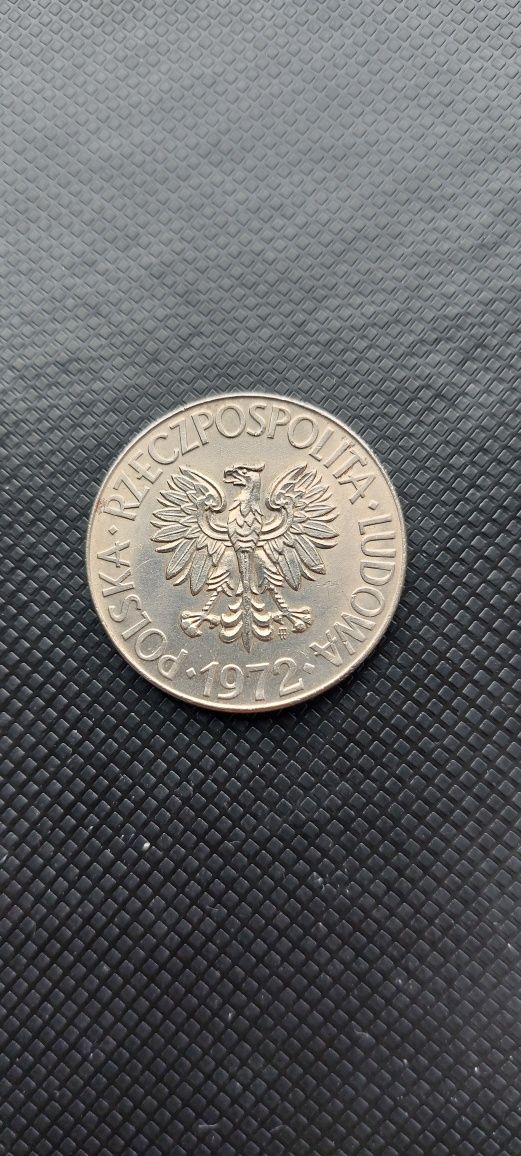 POLSKA · RZECZPOSPOLITA · LUDOWA
· 1972 ·